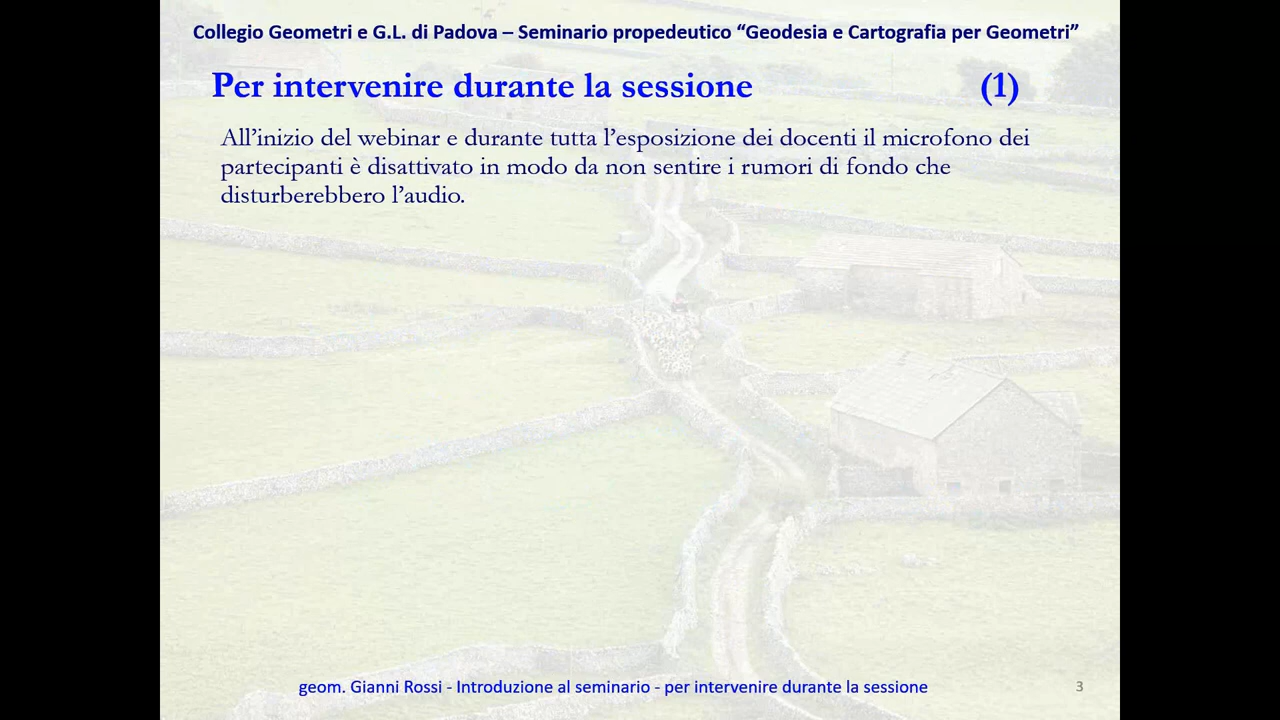 Collegio Geometri e G.L. di Padova – Seminario propedeutico “Geodesia e Cartografia per Geometri”
Per intervenire durante la sessione (1)
All’inizio del webinar e durante tutta l’esposizione dei docenti il microfono dei
partecipanti è disattivato in modo da non sentire i rumori di fondo che
disturberebbero l’audio.
geom. Gianni Rossi - Introduzione al seminario - per intervenire durante la sessione 3